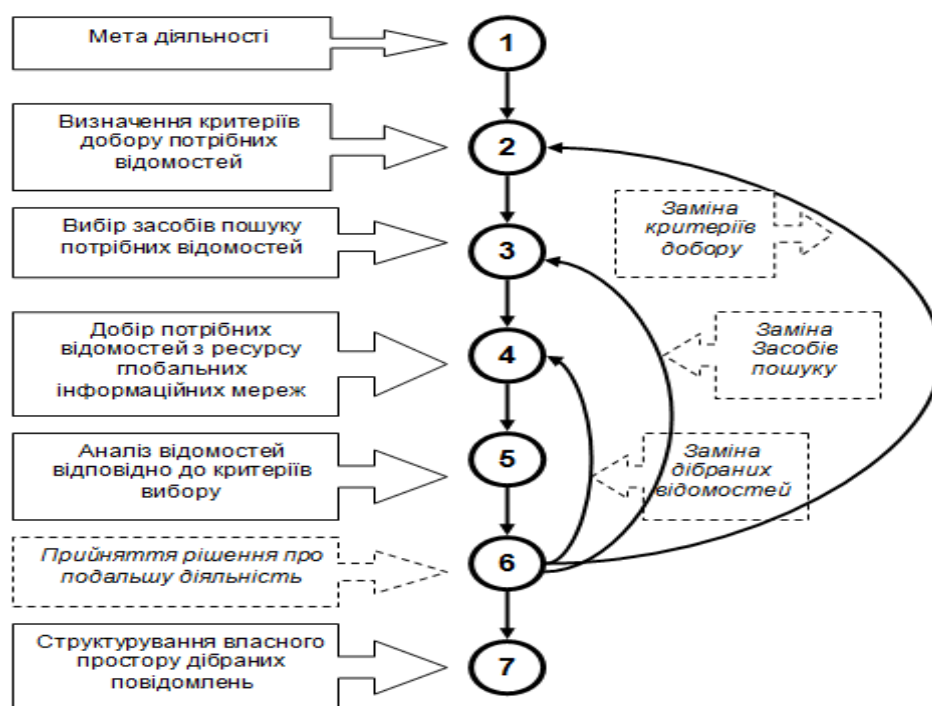 Мета діяльності
1
Визначення критеріїв
добору потрібних
відомостей
2
Вибір засобів пошуку
потрібних відомостей
3
Заміна
критеріїв
добору
Добір потрібних
відомостей з ресурсу
глобальних
інформаційних мереж
4
Заміна
Засобів
пошуку
Аналіз відомостей
відповідно до критеріїв
вибору
5
Заміна
дібраних
відомостей
Прийняття рішення про
подальшу діяльність
6
Структурування власного
простору дібраних
повідомлень
7